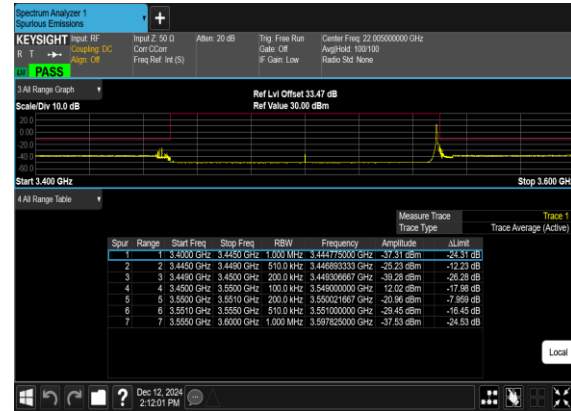 Spectrum Analyzer 1
Spurious Emissions
KEYSIGHT Input: RF Input Z: 50 Ω Atten: 20 dB Trig: Free Run Center Freq: 22.005000000 GHz
Coupling: DC Corr CCorr Gate: Off Avg|Hold: 100/100
R T Align: Off Freq Ref: Int (S) IF Gain: Low Radio Std: None
PASS
3 All Range Graph
Ref Lvl Offset 33.47 dB
Scale/Div 10.0 dB Ref Value 30.00 dBm
20.0
0.00
-20.0
-40.0
-60.0
Start 3.400 GHz Stop 3.600 GH
4 All Range Table
Measure Trace Trace 1
Trace Type Trace Average (Active)
Spur Range Start Freq Stop Freq RBW Frequency Amplitude ΔLimit
1 1 3.4000 GHz 3.4450 GHz 1.000 MHz 3.444775000 GHz -37.31 dBm -24.31 dB
2 2 3.4450 GHz 3.4490 GHz 510.0 kHz 3.446893333 GHz -25.23 dBm -12.23 dB
3 3 3.4490 GHz 3.4500 GHz 200.0 kHz 3.449306667 GHz -39.28 dBm -26.28 dB
4 4 3.4500 GHz 3.5500 GHz 100.0 kHz 3.549000000 GHz 12.02 dBm -17.98 dB
5 5 3.5500 GHz 3.5510 GHz 200.0 kHz 3.550021667 GHz -20.96 dBm -7.959 dB
6 6 3.5510 GHz 3.5550 GHz 510.0 kHz 3.551000000 GHz -29.45 dBm -16.45 dB
7 7 3.5550 GHz 3.6000 GHz 1.000 MHz 3.597825000 GHz -37.53 dBm -24.53 dB
Local
? Dec 12, 2024
2:12:01 PM